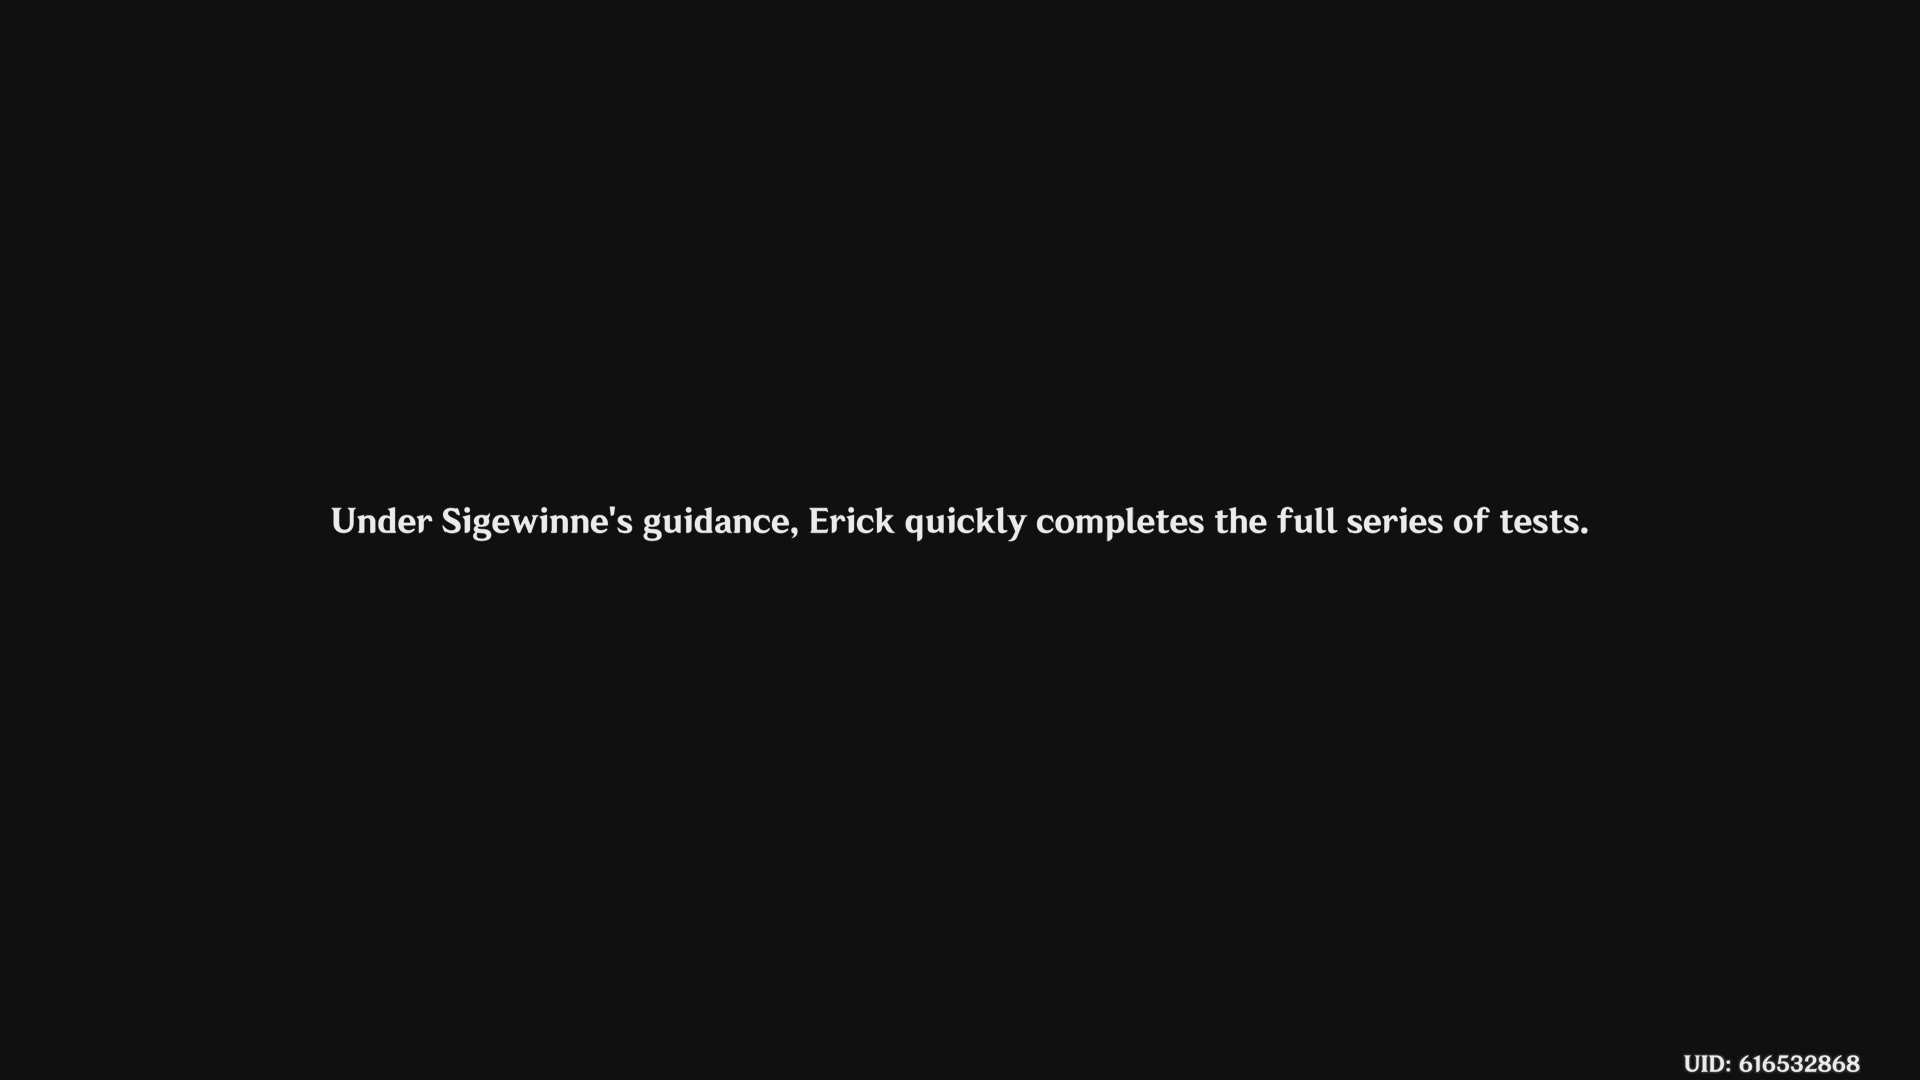 Under Sigewinne's guidance, Erick quickly completes the full series of tests.
UID: 616532868